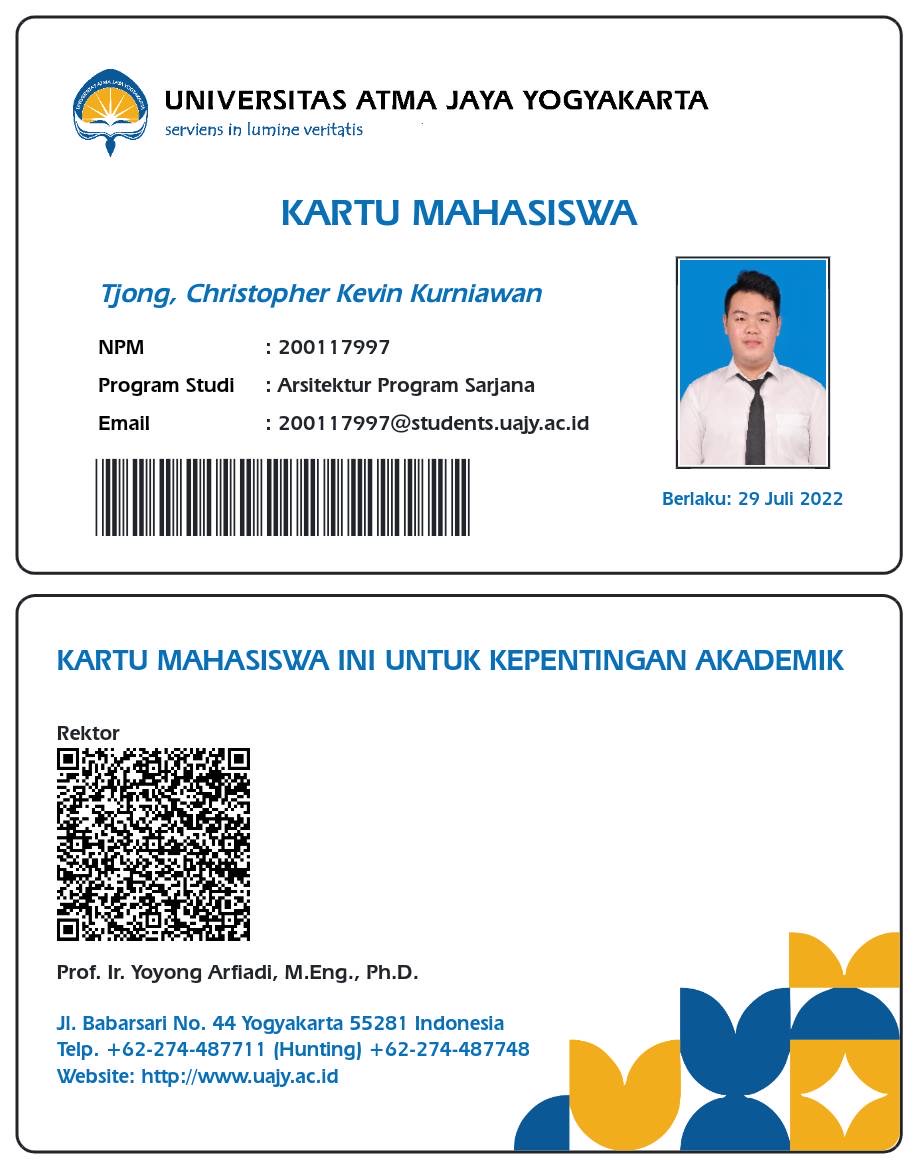 UNIVERSITAS ATMA JAYA YOGYAKARTA
serviens in lumine veritatis
KARTU MAHASISWA
Tjong, Christopher Kevin Kurniawan
NPM : 200117997
Program Studi : Arsitektur Program Sarjana
Email : 200117997@students.uajy.ac.id
Berlaku: 29 Juli 2022
KARTU MAHASISWA INI UNTUK KEPENTINGAN AKADEMIK
Rektor
Prof. Ir. Yoyong Arfiadi, M.Eng., Ph.D.
Jl. Babarsari No. 44 Yogyakarta 55281 Indonesia
Telp. +62-274-487711 (Hunting) +62-274-487748
Website: http://www.uajy.ac.id